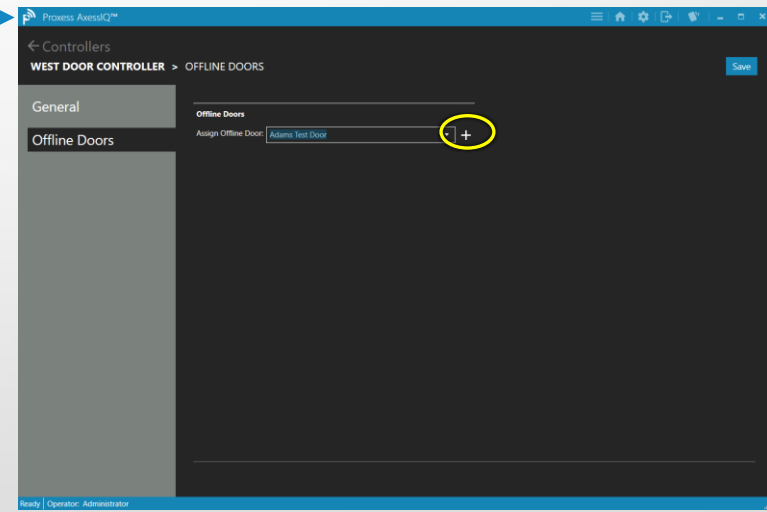 Proxess AxessIQ™
← Controllers
WEST DOOR CONTROLLER > OFFLINE DOORS
Save
General
Offline Doors
Offline Doors
Assign Offline Door: Adams Test Door
Ready Operator: Administrator